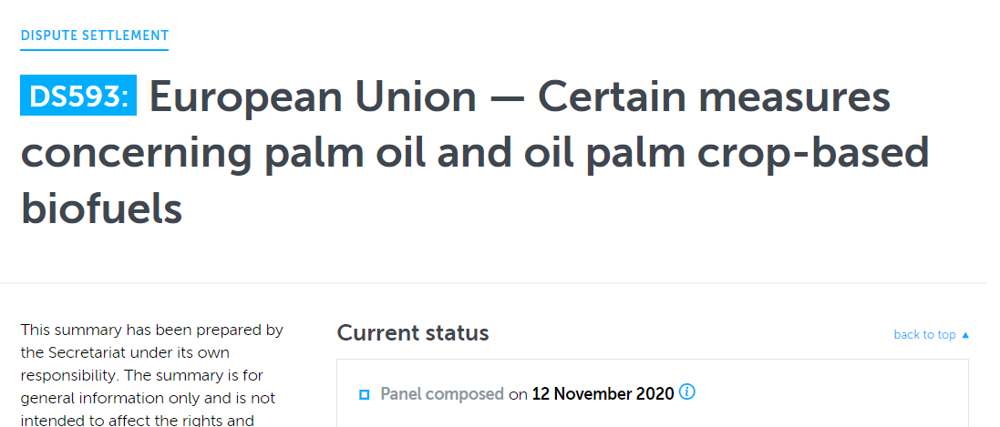 DISPUTE SETTLEMENT
DS593: European Union — Certain measures
concerning palm oil and oil palm crop-based
biofuels
This summary has been prepared by
the Secretariat under its own
responsibility. The summary is for
general information only and is not
intended to affect the rights and
Current status
back to top ▲
Panel composed on 12 November 2020